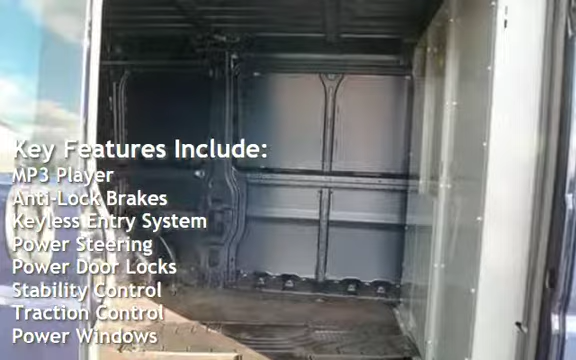 Key Features Include:
MP3 Player
Anti-Lock Brakes
Keyless Entry System
Power Steering
Power Door Locks
Stability Control
Traction Control
Power Windows